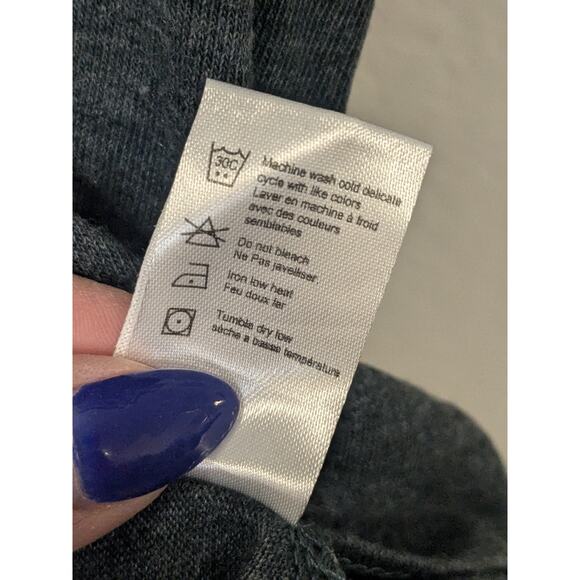 30C
Machine wash cold delicate
cycle with like colors
Laver en machine à froid
avec des couleurs
semblables
Do not bleach
Ne Pas javelliser
Iron low heat
Feu doux fer
Tumble dry low
sèche a basse température